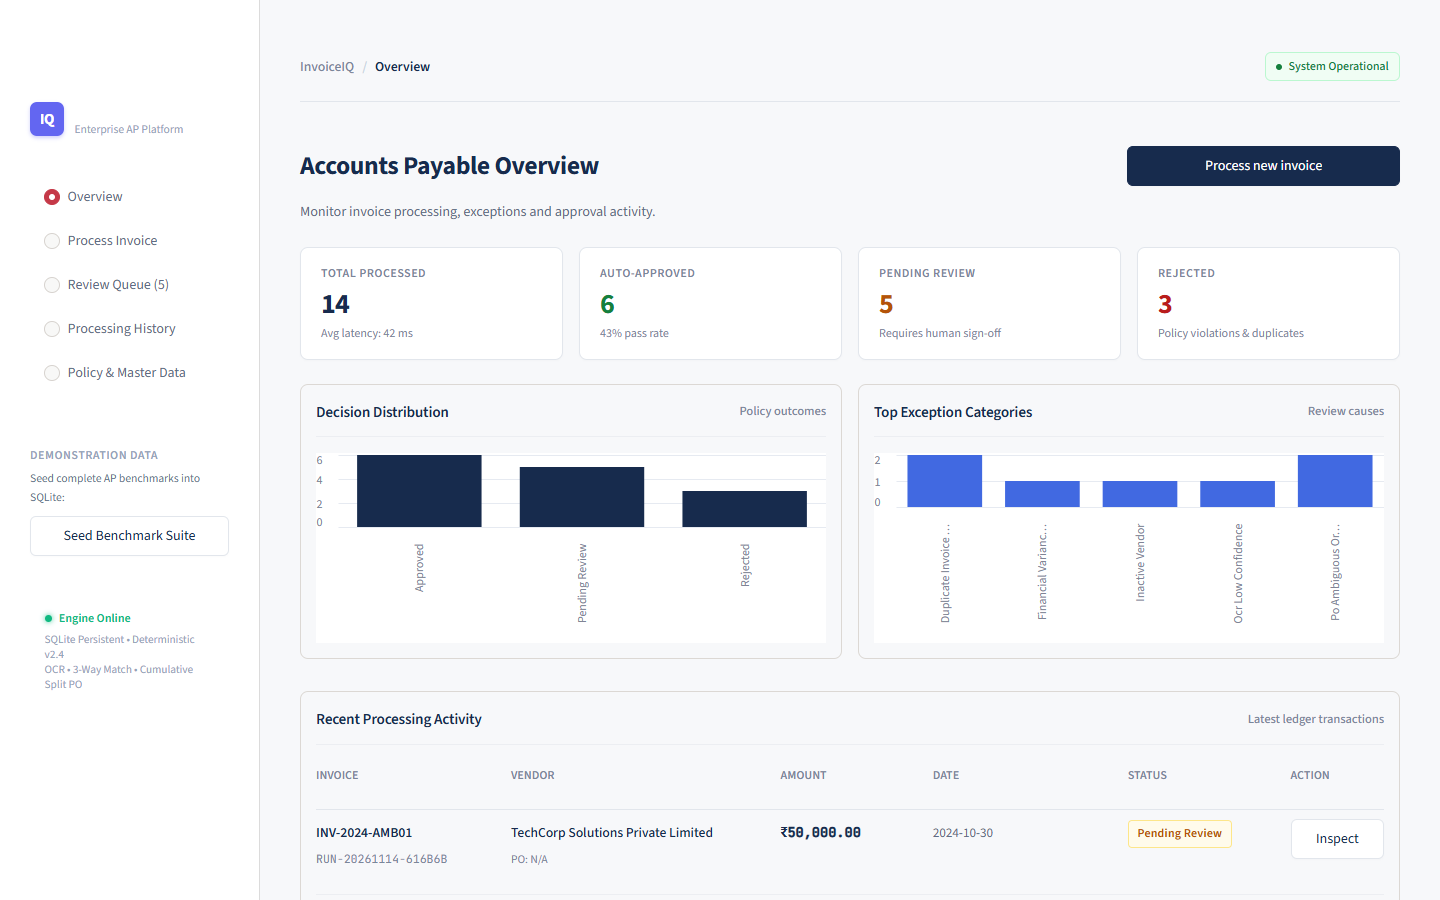 IQ
Enterprise AP Platform
Overview
Process Invoice
Review Queue (5)
Processing History
Policy & Master Data
DEMONSTRATION DATA
Seed complete AP benchmarks into
SQLite:
Seed Benchmark Suite
Engine Online
SQLite Persistent • Deterministic
v2.4
OCR • 3-Way Match • Cumulative
Split PO
InvoiceIQ / Overview
System Operational
Accounts Payable Overview
Process new invoice
Monitor invoice processing, exceptions and approval activity.
TOTAL PROCESSED
14
Avg latency: 42 ms
AUTO-APPROVED
6
43% pass rate
PENDING REVIEW
5
Requires human sign-off
REJECTED
3
Policy violations & duplicates
Decision Distribution
Policy outcomes
6
4
2
0
Approved
Pending Review
Rejected
Top Exception Categories
Review causes
2
1
0
Duplicate Invoice ...
Financial Varianc...
Inactive Vendor
Ocr Low Confidence
Po Ambiguous Or...
Recent Processing Activity
Latest ledger transactions
INVOICE VENDOR AMOUNT DATE STATUS ACTION
INV-2024-AMB01 TechCorp Solutions Private Limited ₹50,000.00 2024-10-30 Pending Review Inspect
RUN-20261114-616B6B PO: N/A